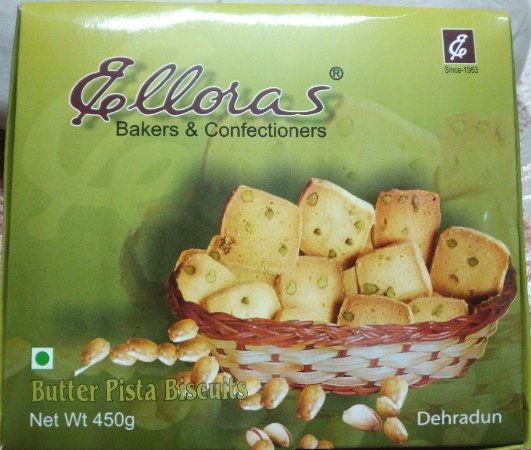 Elloras®
Since-1953
Bakers & Confectioners
Butter Pista Biscuits
Net Wt 450g
Dehradun